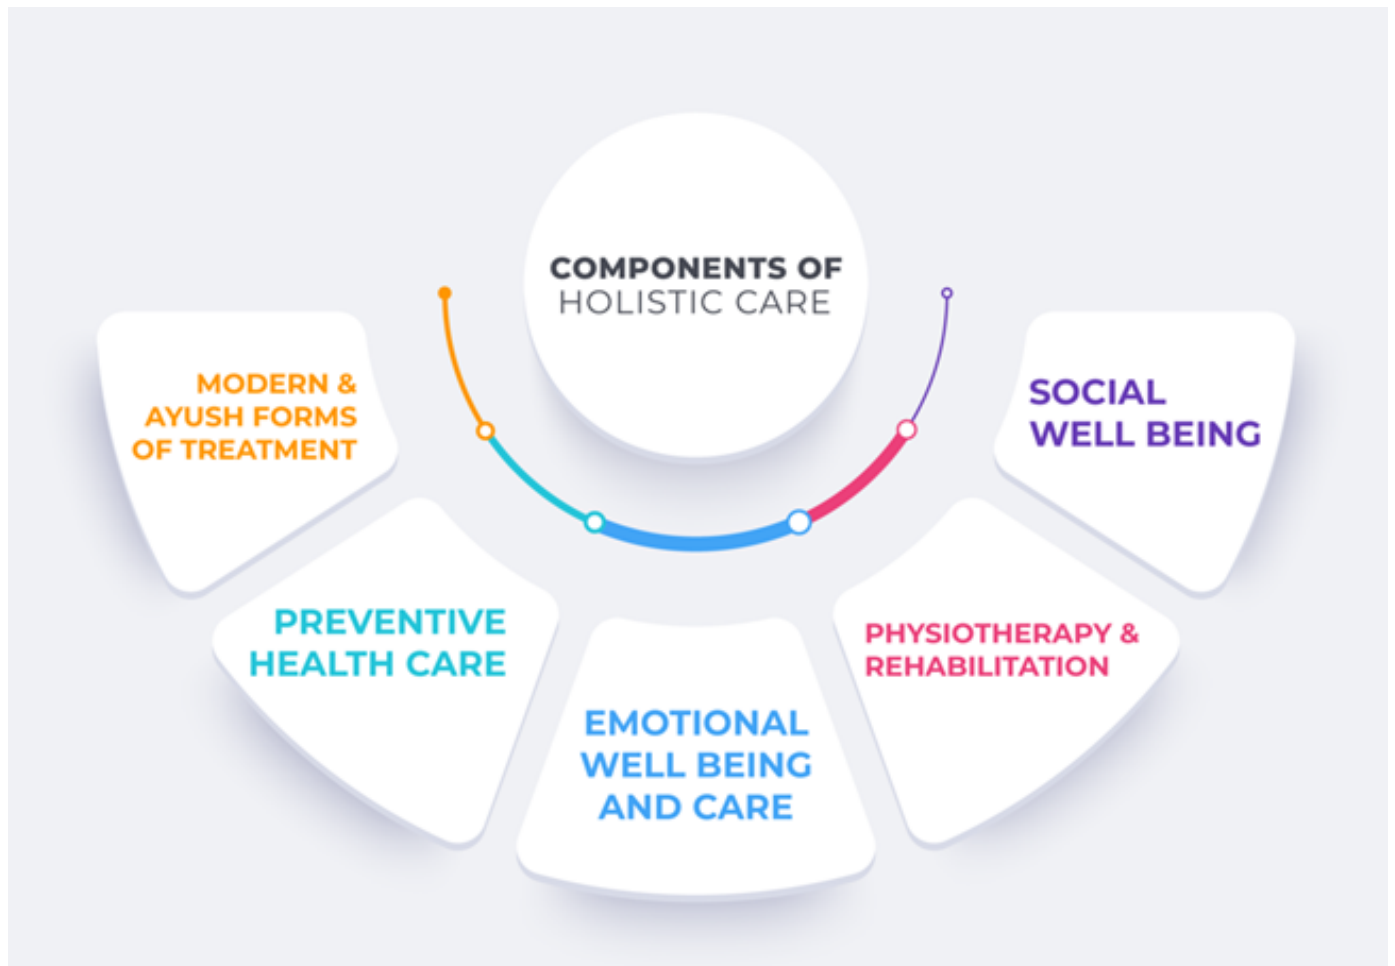 COMPONENTS OF
HOLISTIC CARE
MODERN &
AYUSH FORMS
OF TREATMENT
PREVENTIVE
HEALTH CARE
EMOTIONAL
WELL BEING
AND CARE
PHYSIOTHERAPY &
REHABILITATION
SOCIAL
WELL BEING